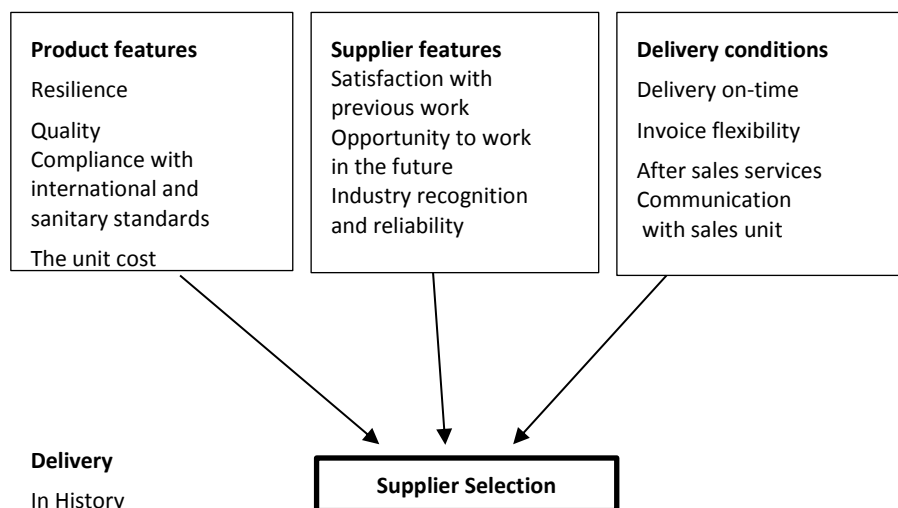 Product features
Resilience
Quality
Compliance with
international and
sanitary standards
The unit cost
Supplier features
Satisfaction with
previous work
Opportunity to work
in the future
Industry recognition
and reliability
Delivery conditions
Delivery on-time
Invoice flexibility
After sales services
Communication
with sales unit
Delivery
In History
Supplier Selection